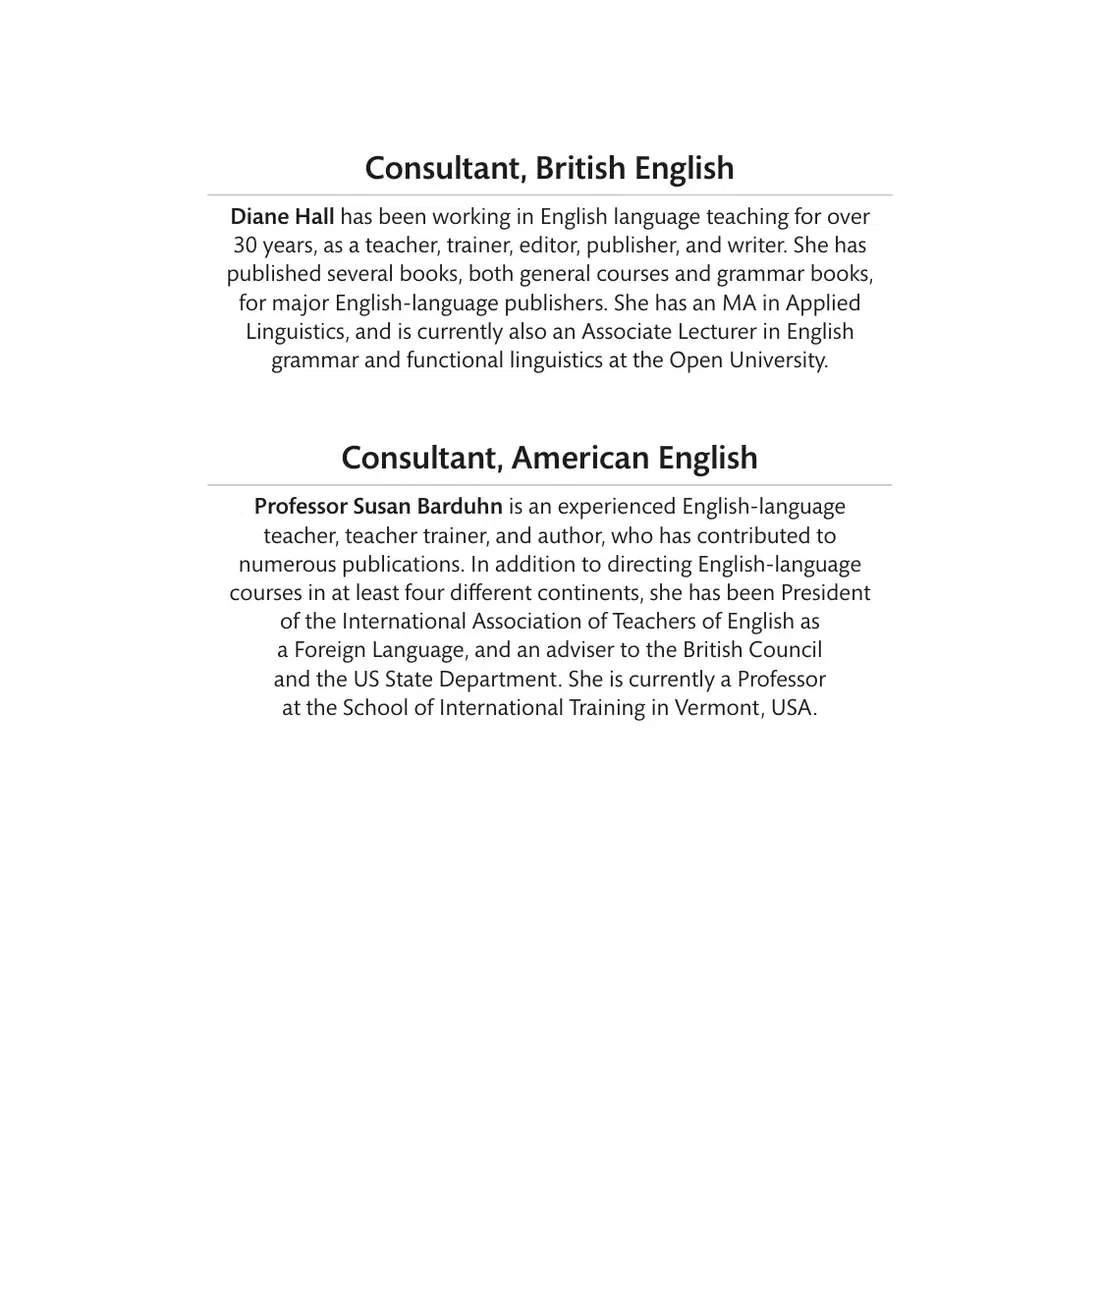 Consultant, British English
Diane Hall has been working in English language teaching for over
30 years, as a teacher, trainer, editor, publisher, and writer. She has
published several books, both general courses and grammar books,
for major English-language publishers. She has an MA in Applied
Linguistics, and is currently also an Associate Lecturer in English
grammar and functional linguistics at the Open University.
Consultant, American English
Professor Susan Barduhn is an experienced English-language
teacher, teacher trainer, and author, who has contributed to
numerous publications. In addition to directing English-language
courses in at least four different continents, she has been President
of the International Association of Teachers of English as
a Foreign Language, and an adviser to the British Council
and the US State Department. She is currently a Professor
at the School of International Training in Vermont, USA.